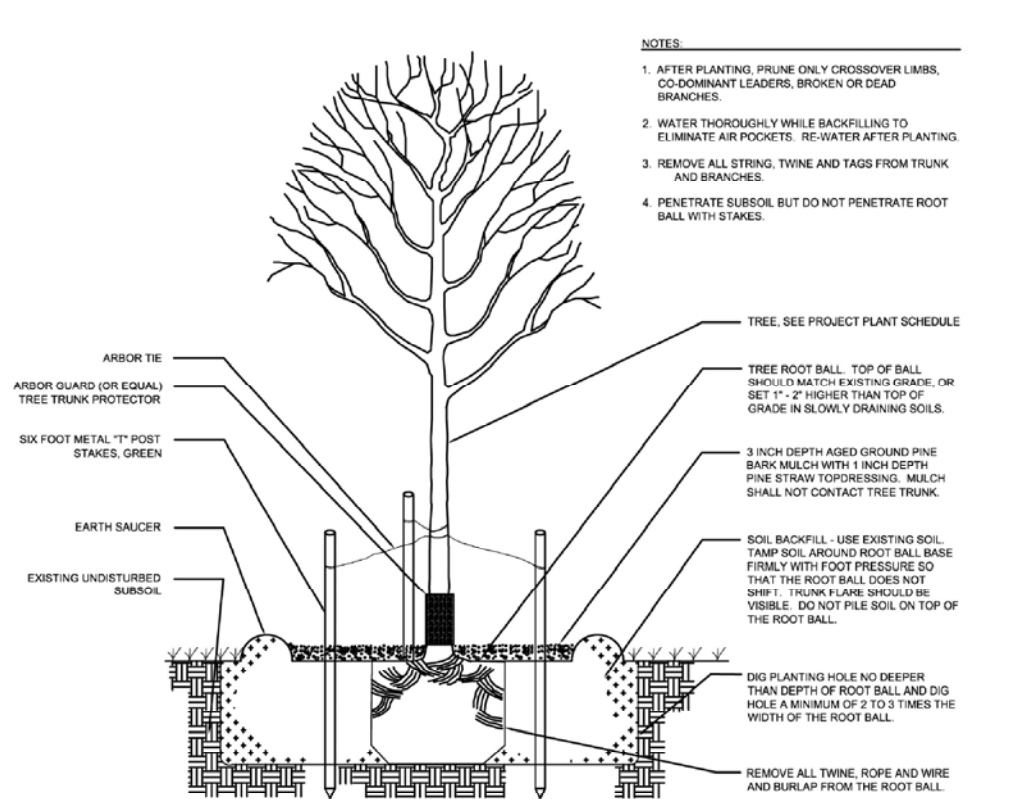 NOTES:
1. AFTER PLANTING, PRUNE ONLY CROSSOVER LIMBS,
CO-DOMINANT LEADERS, BROKEN OR DEAD
BRANCHES.
2. WATER THOROUGHLY WHILE BACKFILLING TO
ELIMINATE AIR POCKETS. RE-WATER AFTER PLANTING.
3. REMOVE ALL STRING, TWINE AND TAGS FROM TRUNK
AND BRANCHES.
4. PENETRATE SUBSOIL BUT DO NOT PENETRATE ROOT
BALL WITH STAKES.
ARBOR TIE
ARBOR GUARD (OR EQUAL)
TREE TRUNK PROTECTOR
SIX FOOT METAL "T" POST
STAKES, GREEN
EARTH SAUCER
EXISTING UNDISTURBED
SUBSOIL
TREE, SEE PROJECT PLANT SCHEDULE
TREE ROOT BALL. TOP OF BALL
SHOULD MATCH EXISTING GRADE, OR
SET 1" - 2" HIGHER THAN TOP OF
GRADE IN SLOWLY DRAINING SOILS.
3 INCH DEPTH AGED GROUND PINE
BARK MULCH WITH 1 INCH DEPTH
PINE STRAW TOPDRESSING. MULCH
SHALL NOT CONTACT TREE TRUNK.
SOIL BACKFILL - USE EXISTING SOIL.
TAMP SOIL AROUND ROOT BALL BASE
FIRMLY WITH FOOT PRESSURE SO
THAT THE ROOT BALL DOES NOT
SHIFT. TRUNK FLARE SHOULD BE
VISIBLE. DO NOT PILE SOIL ON TOP OF
THE ROOT BALL.
DIG PLANTING HOLE NO DEEPER
THAN DEPTH OF ROOT BALL AND DIG
HOLE A MINIMUM OF 2 TO 3 TIMES THE
WIDTH OF THE ROOT BALL.
REMOVE ALL TWINE, ROPE AND WIRE
AND BURLAP FROM THE ROOT BALL.